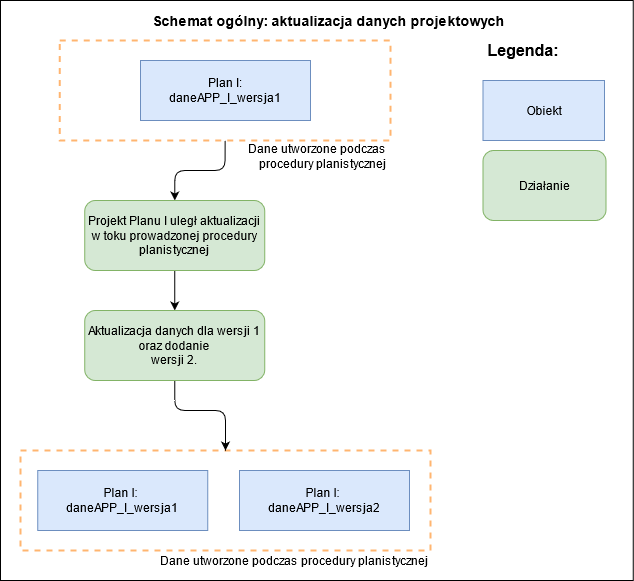 Schemat ogólny: aktualizacja danych projektowych
Legenda:
Plan I:
daneAPP_I_wersja1
Obiekt
Dane utworzone podczas
procedury planistycznej
Działanie
Projekt Planu I uległ aktualizacji
w toku prowadzonej procedury
planistycznej
Aktualizacja danych dla wersji 1
oraz dodanie
wersji 2.
Plan I:
daneAPP_I_wersja1
Plan I:
daneAPP_I_wersja2
Dane utworzone podczas procedury planistycznej